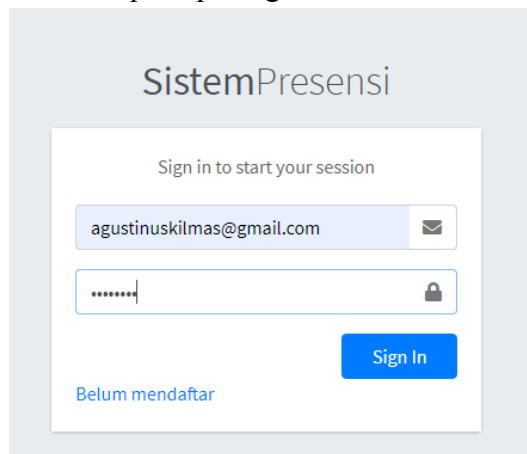 SistemPresensi
Sign in to start your session
agustinuskilmas@gmail.com
••••••••
Sign In
Belum mendaftar